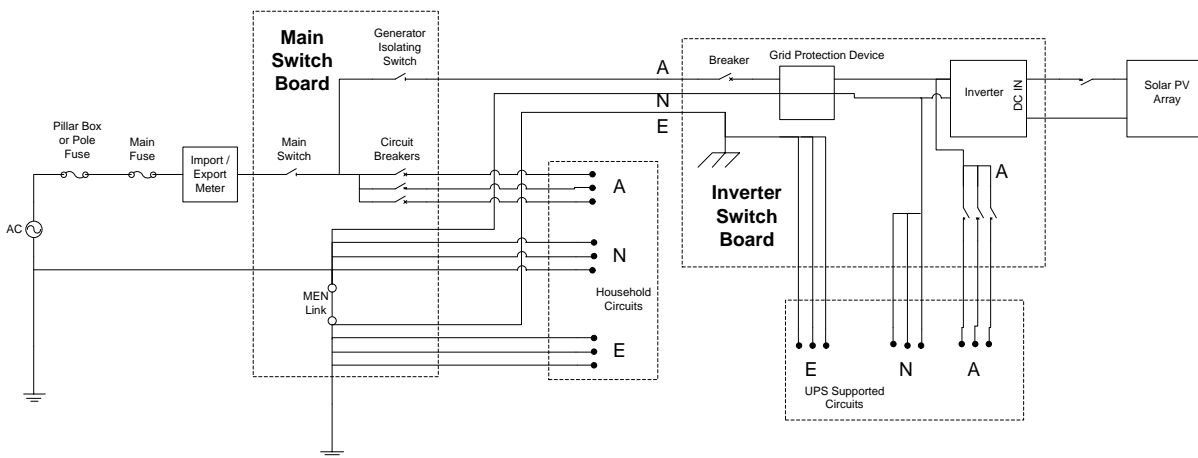 Main
Switch
Board
Generator
Isolating
Switch
Pillar Box
or Pole
Fuse
Main
Fuse
Import /
Export
Meter
Main
Switch
Circuit
Breakers
AC
MEN
Link
A
N
E
Household
Circuits
A
N
E
Breaker
Grid Protection Device
Inverter
DC IN
Solar PV
Array
Inverter
Switch
Board
A
E
N
A
UPS Supported
Circuits